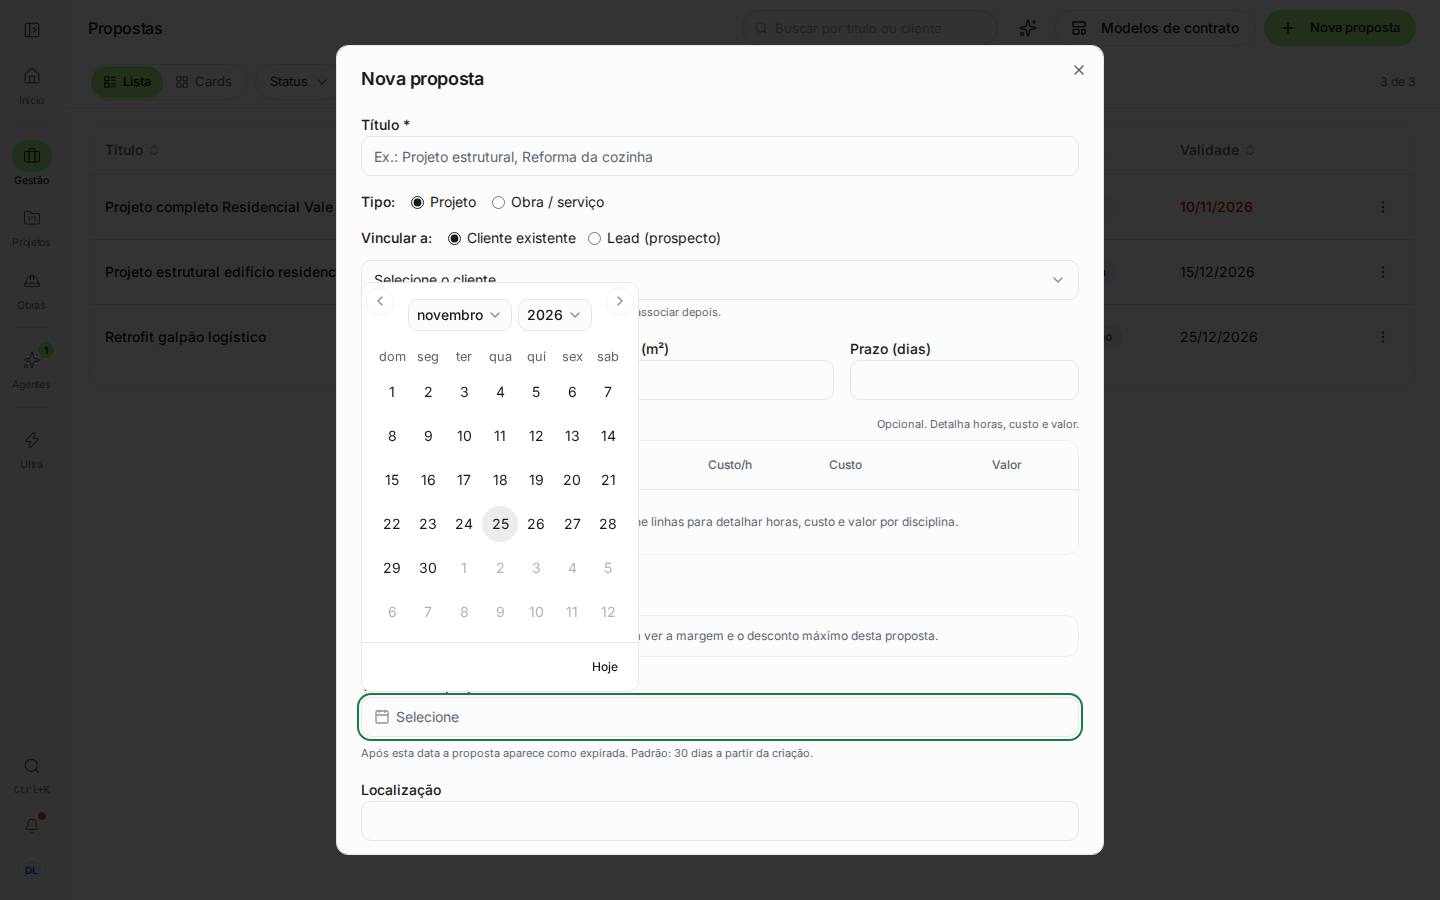 Propostas
Buscar por título ou cliente
Modelos de contrato
Nova proposta
Lista
Cards
Status
3 de 3
Início
Gestão
Projetos
Obras
1
Agentes
Ultra
Ctrl+K
DL
Título
Validade
Projeto completo Residencial Vale
10/11/2026
Projeto estrutural edifício residenc
15/12/2026
Retrofit galpão logístico
25/12/2026
Nova proposta
Título *
Ex.: Projeto estrutural, Reforma da cozinha
Tipo: Projeto Obra / serviço
Vincular a: Cliente existente Lead (prospecto)
Selecione o cliente
associar depois.
novembro 2026
dom seg ter qua qui sex sab
1 2 3 4 5 6 7
8 9 10 11 12 13 14
15 16 17 18 19 20 21
22 23 24 25 26 27 28
29 30 1 2 3 4 5
6 7 8 9 10 11 12
Hoje
(m²)
Prazo (dias)
Opcional. Detalha horas, custo e valor.
Custo/h Custo Valor
linhas para detalhar horas, custo e valor por disciplina.
ver a margem e o desconto máximo desta proposta.
Selecione
Após esta data a proposta aparece como expirada. Padrão: 30 dias a partir da criação.
Localização